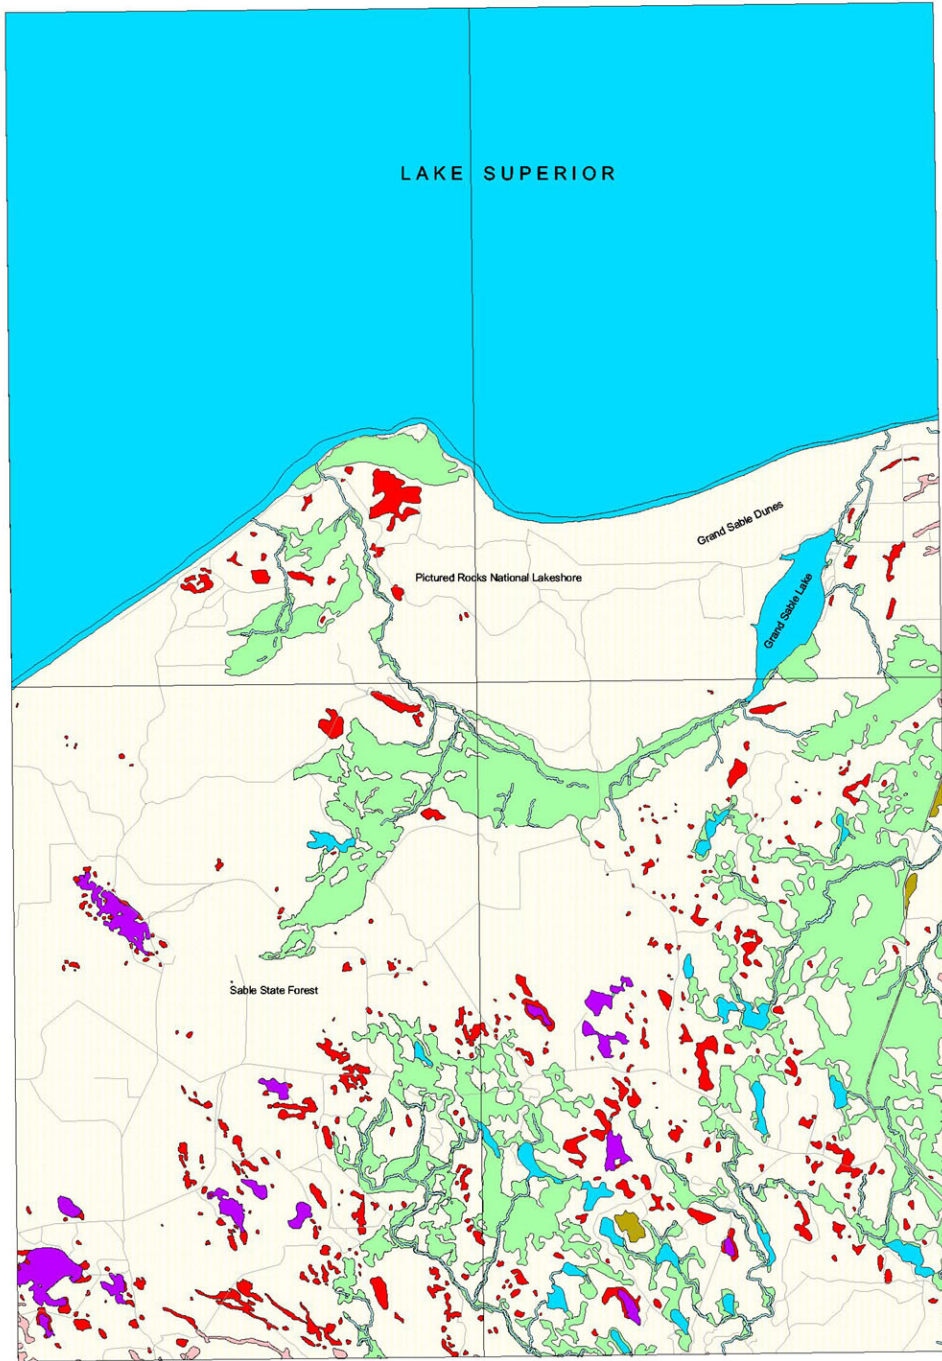 LAKE SUPERIOR
Grand Sable Dunes
Pictured Rocks National Lakeshore
Grand Sable Lake
Sable State Forest